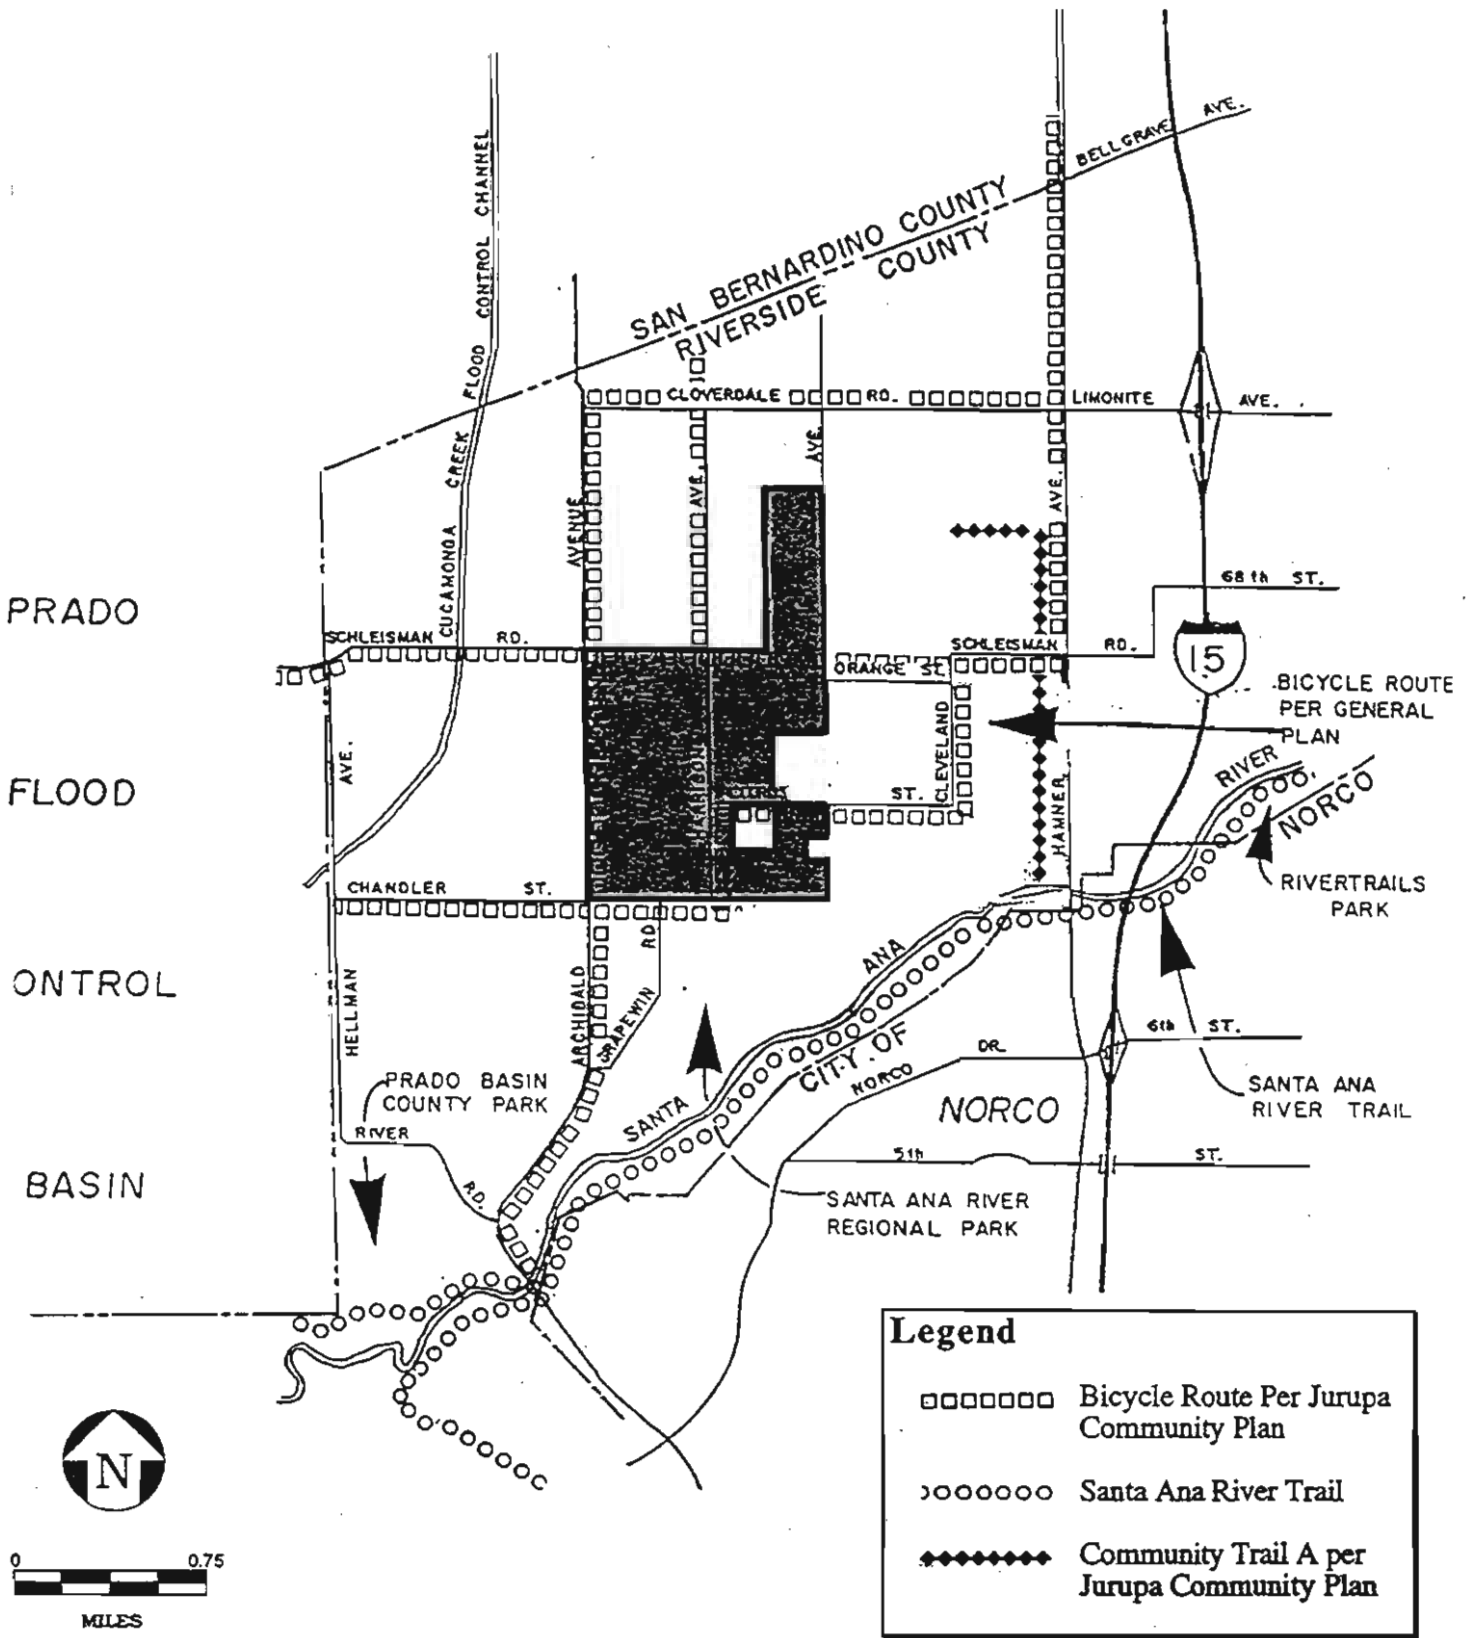 CUCAMONGA CREEK FLOOD CONTROL CHANNEL
BELLGRAVE AVE.
SAN BERNARDINO COUNTY
RIVERSIDE COUNTY
CLOVERDALE RD.
LIMONITE AVE.
AVENUE
AVE.
AVE.
AVE.
68th ST.
PRADO
SCHLEISMAN RD.
SCHLEISMAN RD.
ORANGE ST.
15
BICYCLE ROUTE
PER GENERAL
PLAN
FLOOD
AVE.
HARRISON
CLEVELAND
ST.
HAMNER
RIVER
NORCO
RIVERTRAILS
PARK
CHANDLER ST.
ONTROL
HELLMAN
ARCHIDALD
GRAPEWIN RD.
ANA
CITY OF
NORCO DR.
6th ST.
PRADO BASIN
COUNTY PARK
SANTA
NORCO
SANTA ANA
RIVER TRAIL
RIVER RD.
5th ST.
BASIN
SANTA ANA RIVER
REGIONAL PARK
Legend
Bicycle Route Per Jurupa
Community Plan
Santa Ana River Trail
Community Trail A per
Jurupa Community Plan
N
0 0.75
MILES